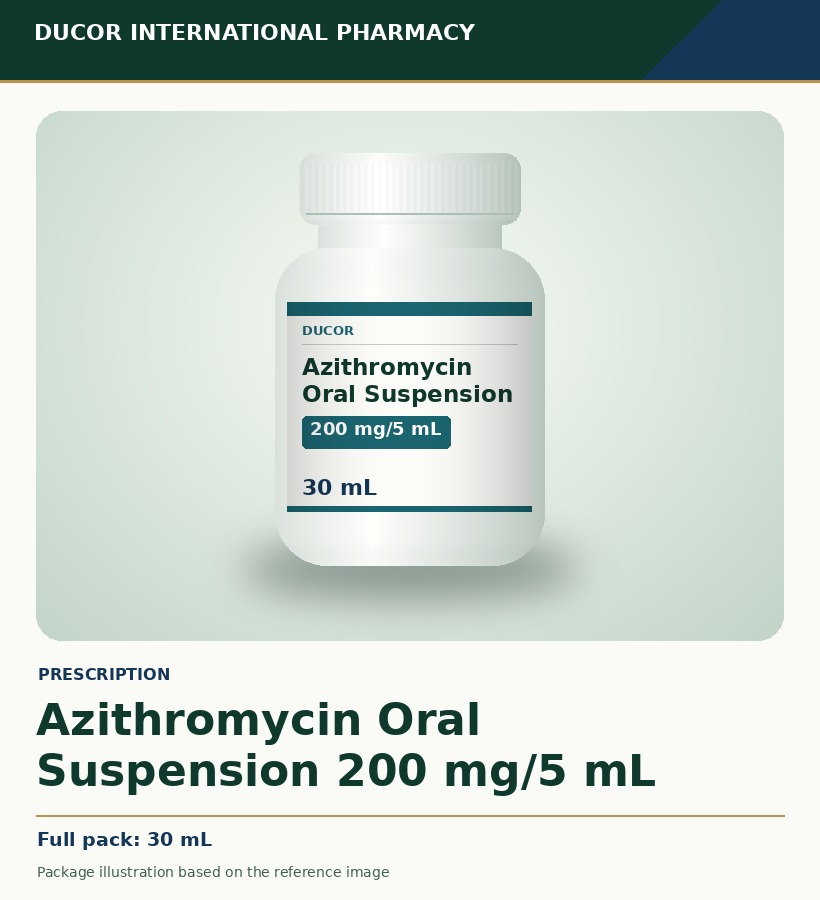 DUCOR INTERNATIONAL PHARMACY
DUCOR
Azithromycin
Oral Suspension
200 mg/5 mL
30 mL
PRESCRIPTION
Azithromycin Oral
Suspension 200 mg/5 mL
Full pack: 30 mL
Package illustration based on the reference image